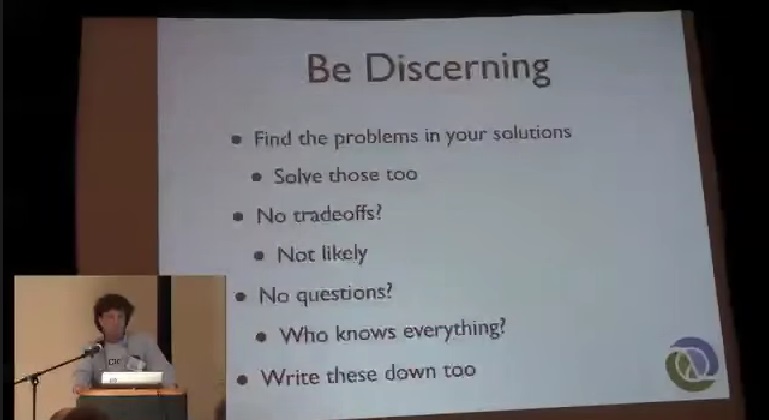 Be Discerning
Find the problems in your solutions
Solve those too
No tradeoffs?
Not likely
No questions?
Who knows everything?
Write these down too